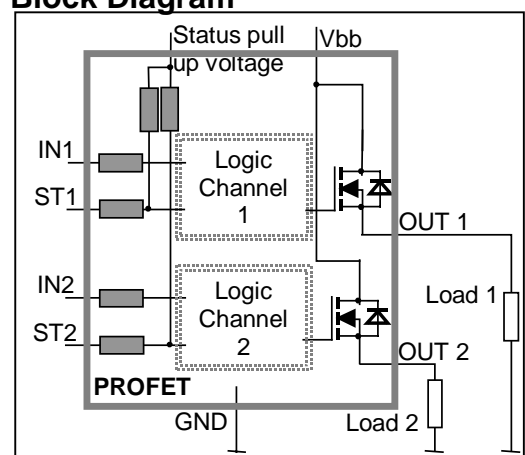 Block Diagram
Status pull
up voltage
Vbb
IN1
Logic
Channel
1
ST1
OUT 1
IN2
Logic
Channel
2
Load 1
ST2
OUT 2
PROFET
GND
Load 2